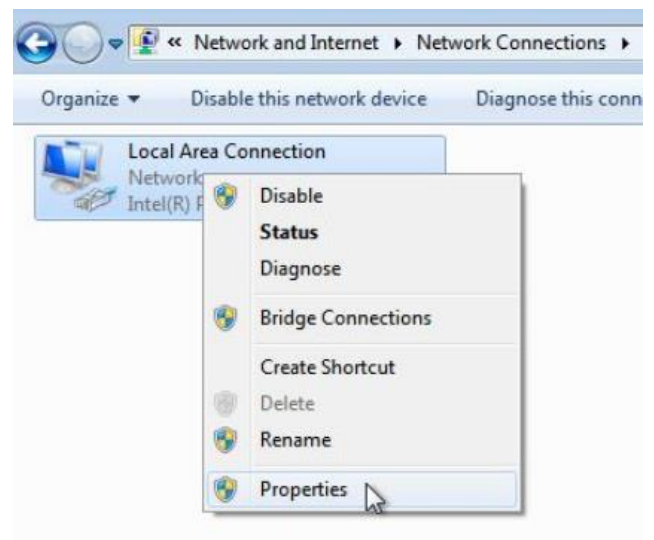 « Network and Internet ▸ Network Connections ▸
Organize ▾ Disable this network device Diagnose this conn
Local Area Connection
Network
Intel(R)
Disable
Status
Diagnose
Bridge Connections
Create Shortcut
Delete
Rename
Properties